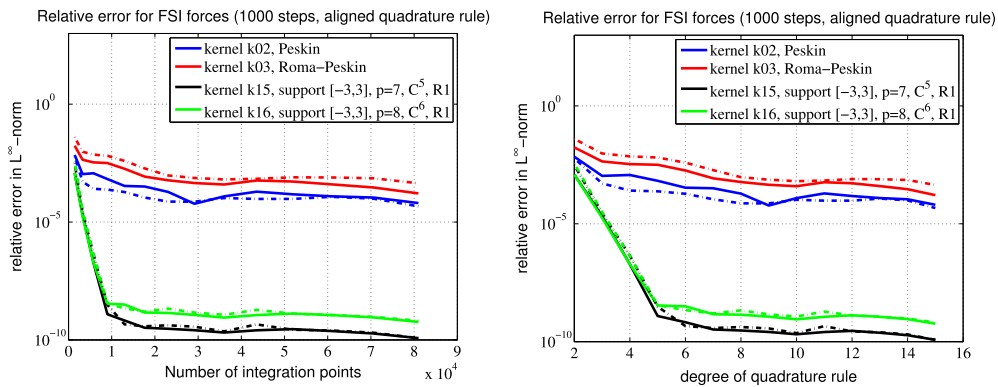 Relative error for FSI forces (1000 steps, aligned quadrature rule)
kernel k02, Peskin
kernel k03, Roma−Peskin
kernel k15, support [−3,3], p=7, C^5, R1
kernel k16, support [−3,3], p=8, C^6, R1
10^0
10^−5
10^−10
relative error in L^∞−norm
0 1 2 3 4 5 6 7 8 9
x 10^4
Number of integration points
Relative error for FSI forces (1000 steps, aligned quadrature rule)
kernel k02, Peskin
kernel k03, Roma−Peskin
kernel k15, support [−3,3], p=7, C^5, R1
kernel k16, support [−3,3], p=8, C^6, R1
10^0
10^−5
10^−10
relative error in L^∞−norm
2 4 6 8 10 12 14 16
degree of quadrature rule